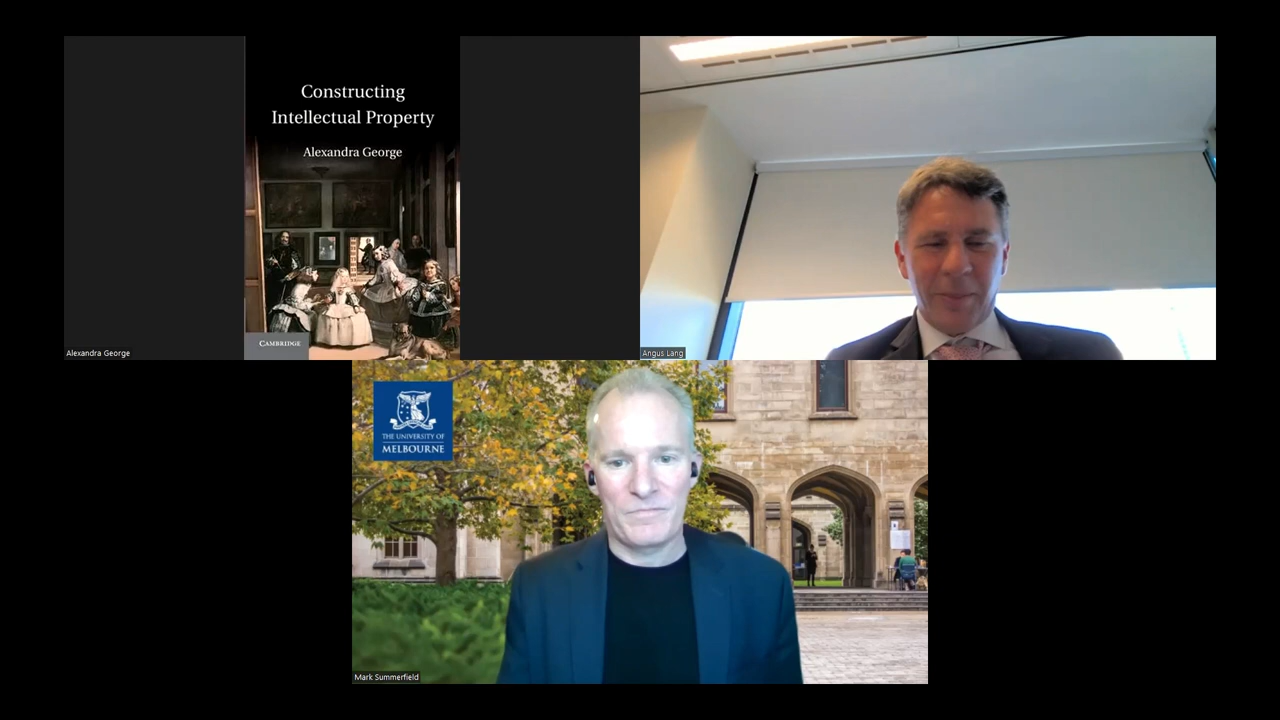 Constructing
Intellectual Property
Alexandra George
CAMBRIDGE
Alexandra George
Angus Lang
THE UNIVERSITY OF
MELBOURNE
Mark Summerfield